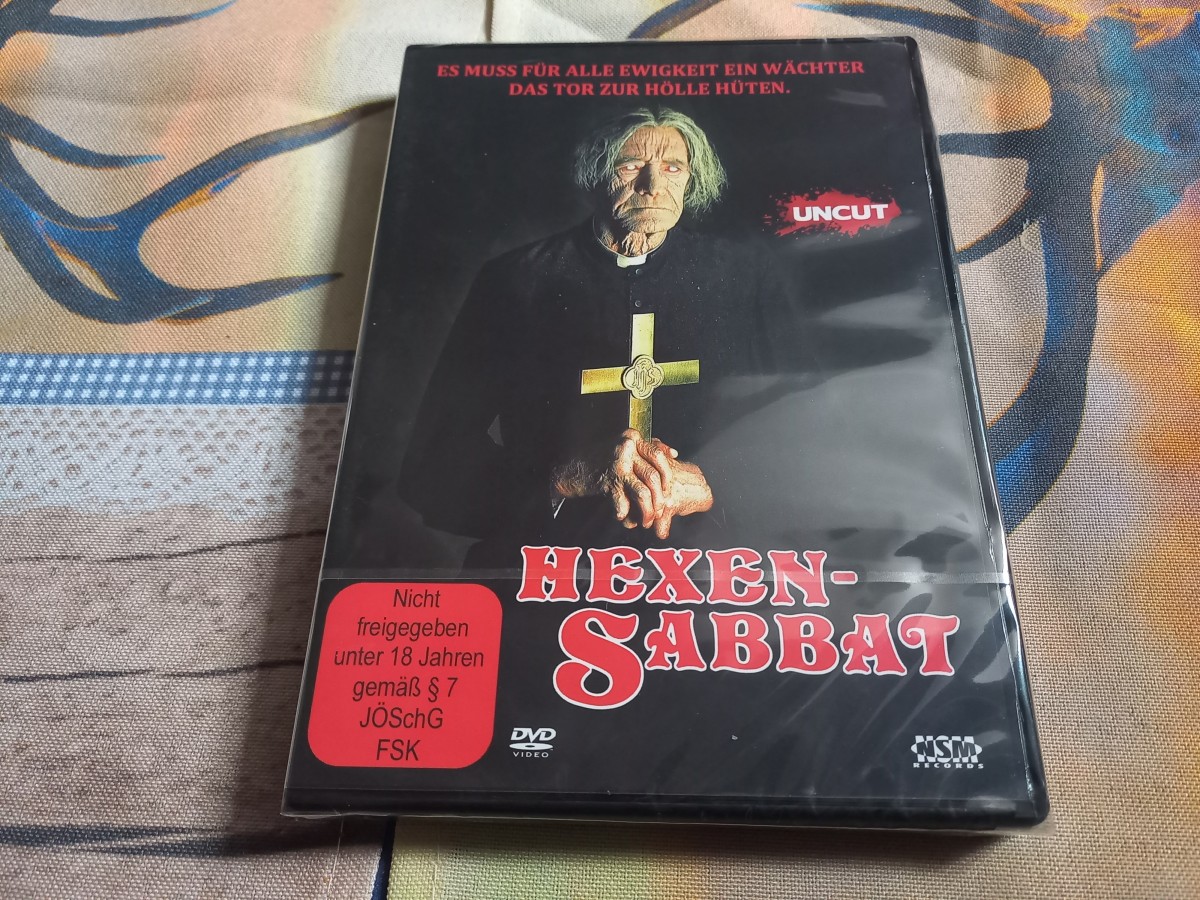 ES MUSS FÜR ALLE EWIGKEIT EIN WÄCHTER
DAS TOR ZUR HÖLLE HÜTEN.
UNCUT
HEXEN-
SABBAT
Nicht
freigegeben
unter 18 Jahren
gemäß § 7
JÖSchG
FSK
DVD
VIDEO
NSM
RECORDS